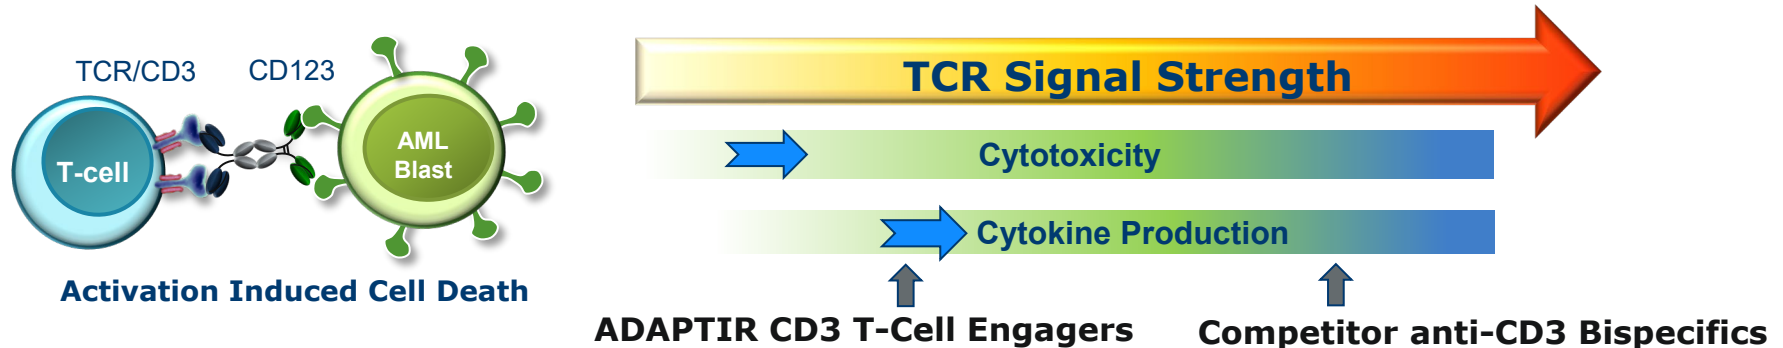 TCR/CD3
CD123
T-cell
AML
Blast
Activation Induced Cell Death
TCR Signal Strength
Cytotoxicity
Cytokine Production
ADAPTIR CD3 T-Cell Engagers
Competitor anti-CD3 Bispecifics